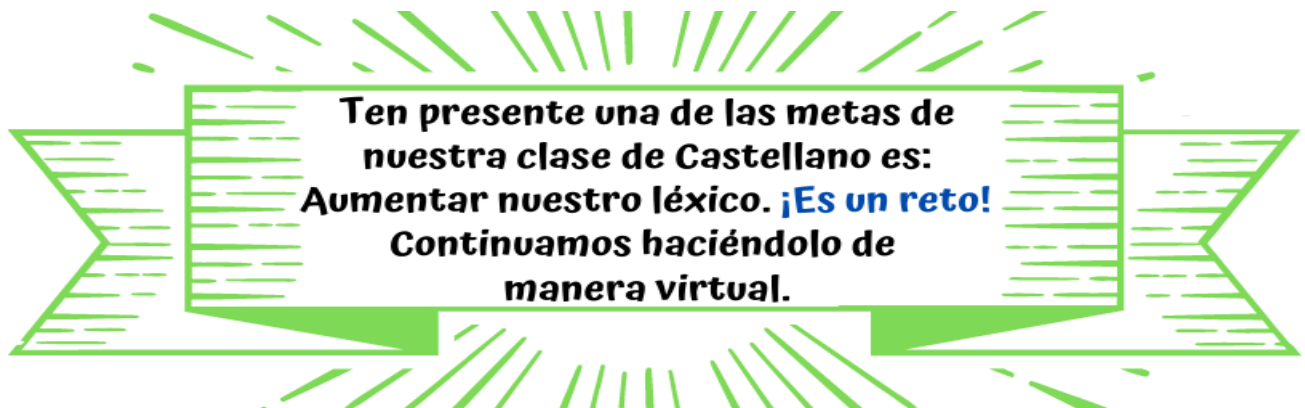 Ten presente una de las metas de
nuestra clase de Castellano es:
Aumentar nuestro léxico. ¡Es un reto!
Continuamos haciéndolo de
manera virtual.